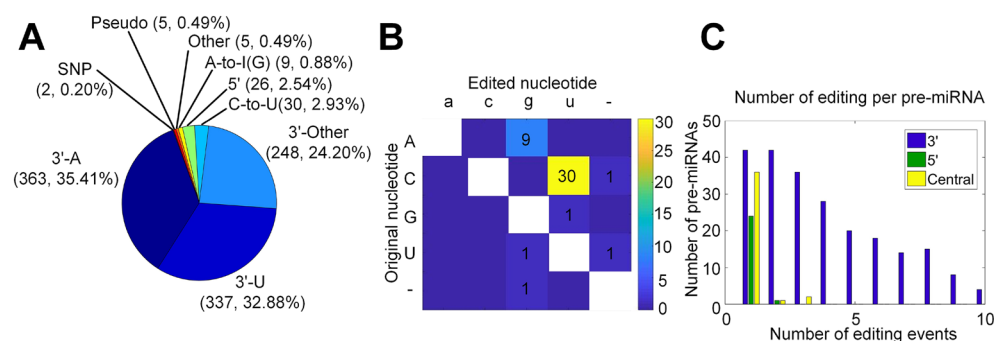 A
Pseudo (5, 0.49%)
Other (5, 0.49%)
A-to-I(G) (9, 0.88%)
SNP
(2, 0.20%)
5' (26, 2.54%)
C-to-U(30, 2.93%)
3'-Other
(248, 24.20%)
3'-A
(363, 35.41%)
3'-U
(337, 32.88%)
B
Edited nucleotide
a c g u -
Original nucleotide
A 9
C 30 1
G 1
U 1 1
- 1
30
25
20
15
10
5
0
C
Number of editing per pre-miRNA
Number of pre-miRNAs
50
40
30
20
10
0
3'
5'
Central
0 5 10
Number of editing events